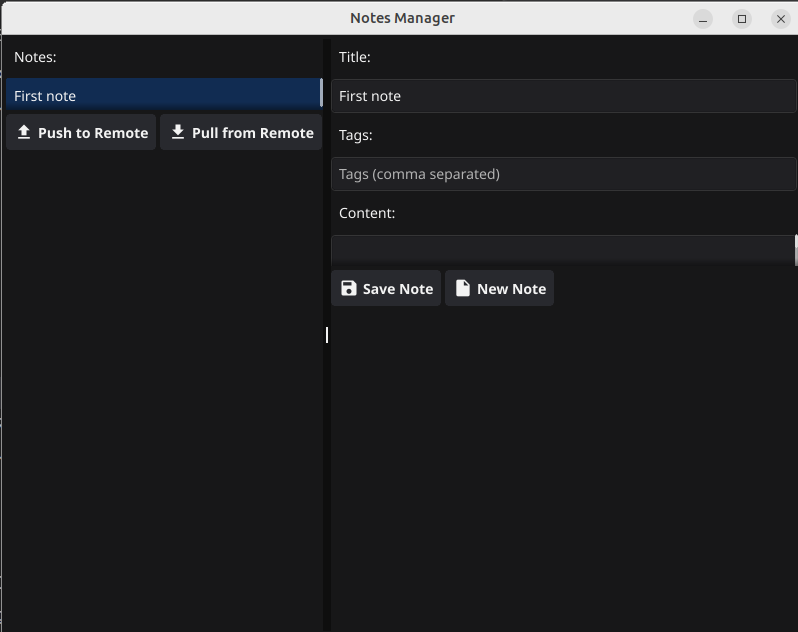 Notes Manager
Notes:
First note
Push to Remote
Pull from Remote
Title:
First note
Tags:
Tags (comma separated)
Content:
Save Note
New Note